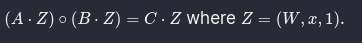 (A · Z) ∘ (B · Z) = C · Z where Z = (W, x, 1).